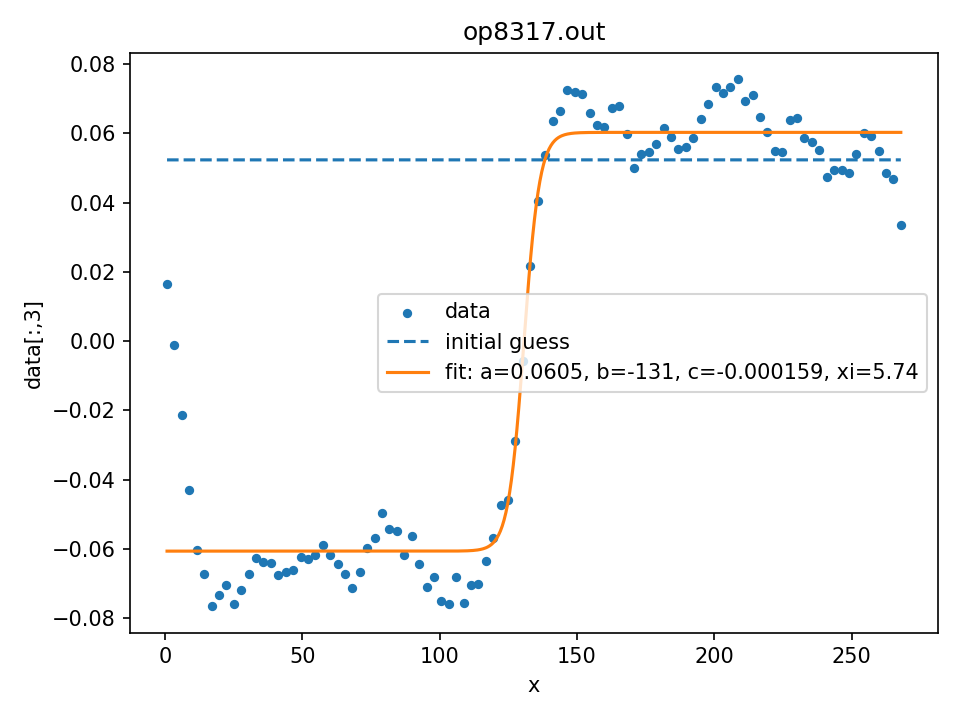 op8317.out
0.08
0.06
0.04
0.02
0.00
−0.02
−0.04
−0.06
−0.08
data[:,3]
data
initial guess
fit: a=0.0605, b=-131, c=-0.000159, xi=5.74
0 50 100 150 200 250
x